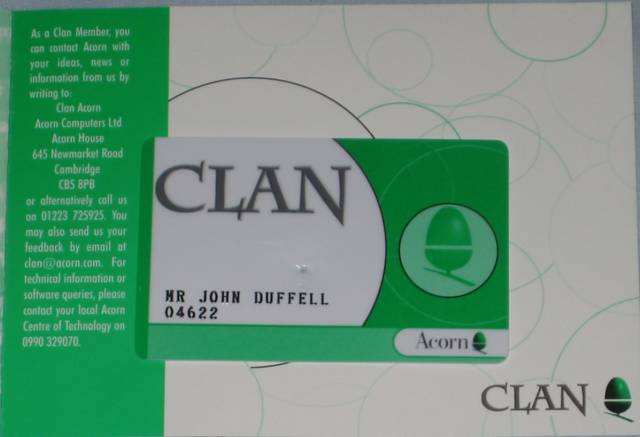 As a Clan Member, you
can contact Acorn with
your ideas, news or
information from us by
writing to:
Clan Acorn
Acorn Computers Ltd
Acorn House
645 Newmarket Road
Cambridge
CB5 8PB
or alternatively call us
on 01223 725925. You
may also send us your
feedback by email at
clan@acorn.com. For
technical information or
software queries, please
contact your local Acorn
Centre of Technology on
0990 329070.
CLAN
MR JOHN DUFFELL
04622
Acorn
CLAN